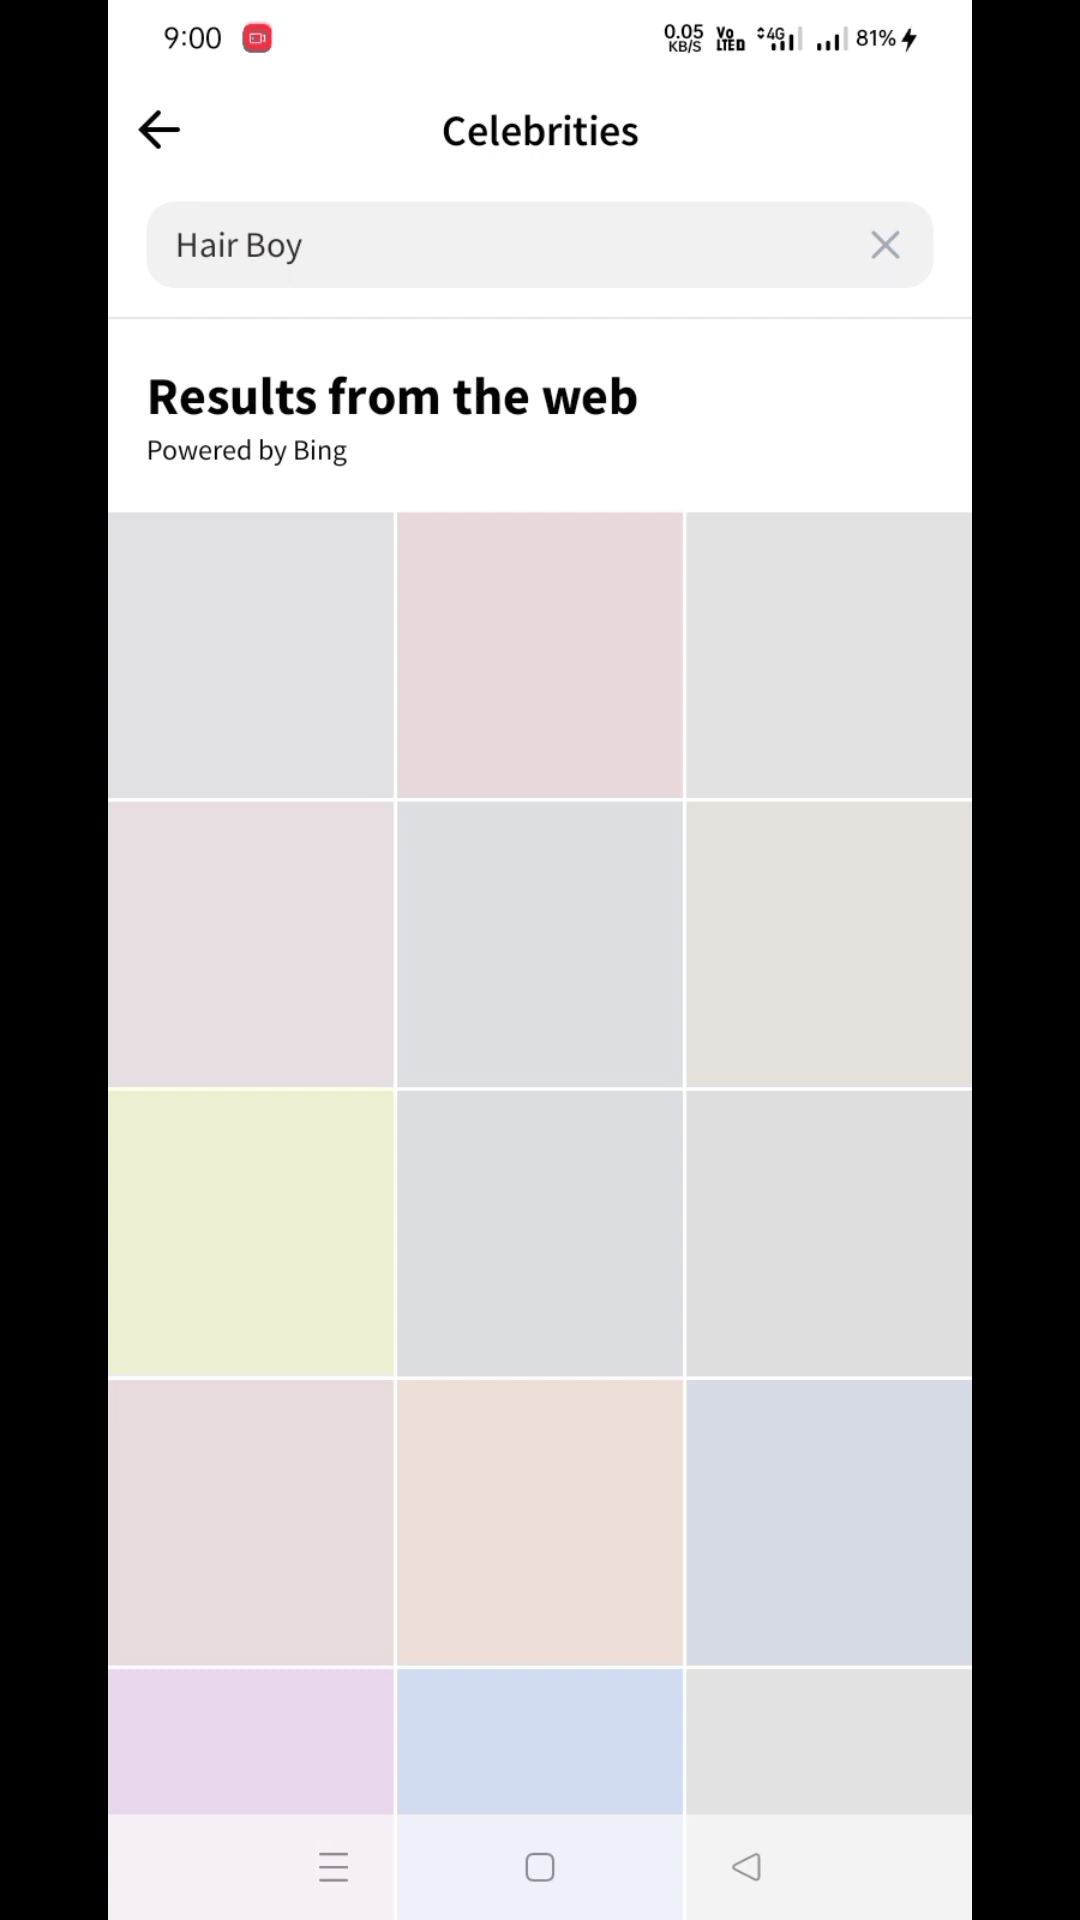 9:00 0.05 KB/S Vo LTE 4G 81%
Celebrities
Hair Boy
Results from the web
Powered by Bing